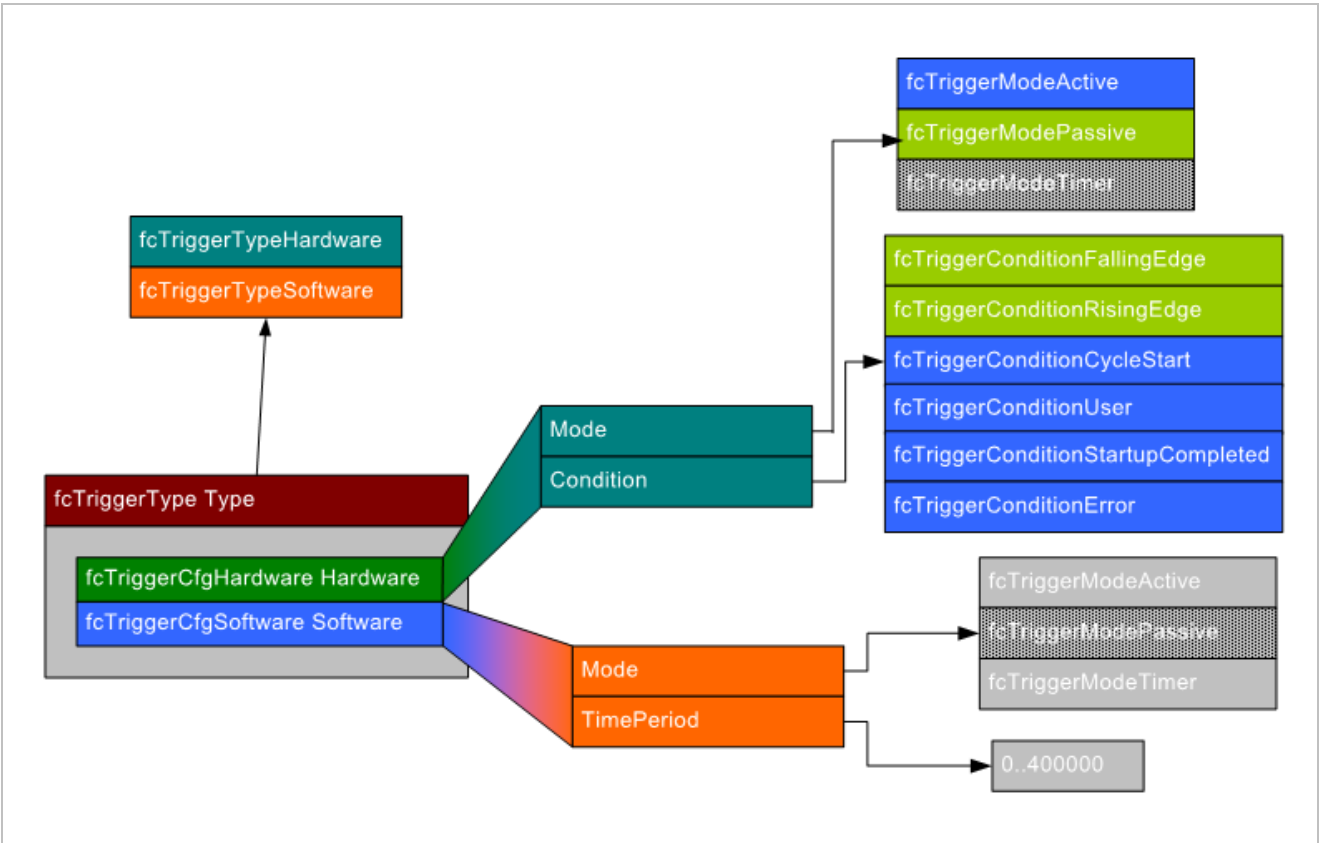 fcTriggerModeActive
fcTriggerModePassive
fcTriggerModeTimer
fcTriggerTypeHardware
fcTriggerTypeSoftware
fcTriggerConditionFallingEdge
fcTriggerConditionRisingEdge
fcTriggerConditionCycleStart
fcTriggerConditionUser
fcTriggerConditionStartupCompleted
fcTriggerConditionError
Mode
Condition
fcTriggerType Type
fcTriggerCfgHardware Hardware
fcTriggerCfgSoftware Software
Mode
TimePeriod
fcTriggerModeActive
fcTriggerModePassive
fcTriggerModeTimer
0..400000